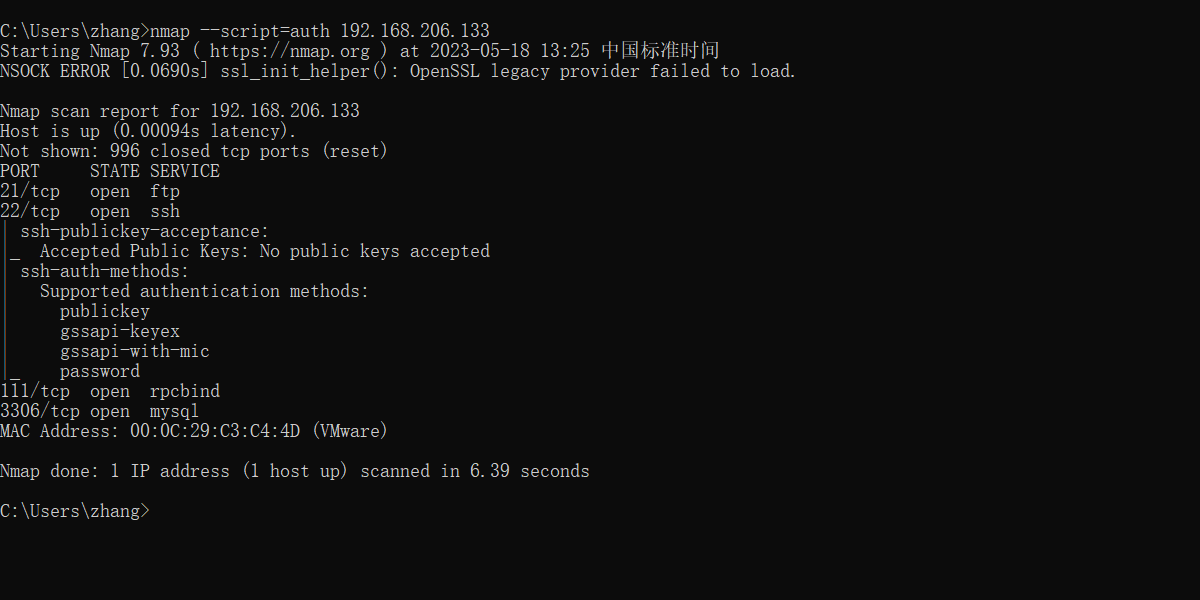 C:\Users\zhang>nmap --script=auth 192.168.206.133
Starting Nmap 7.93 ( https://nmap.org ) at 2023-05-18 13:25 中国标准时间
NSOCK ERROR [0.0690s] ssl_init_helper(): OpenSSL legacy provider failed to load.

Nmap scan report for 192.168.206.133
Host is up (0.00094s latency).
Not shown: 996 closed tcp ports (reset)
PORT     STATE SERVICE
21/tcp   open  ftp
22/tcp   open  ssh
| ssh-publickey-acceptance:
|_  Accepted Public Keys: No public keys accepted
| ssh-auth-methods:
|   Supported authentication methods:
|     publickey
|     gssapi-keyex
|     gssapi-with-mic
|_    password
111/tcp  open  rpcbind
3306/tcp open  mysql
MAC Address: 00:0C:29:C3:C4:4D (VMware)

Nmap done: 1 IP address (1 host up) scanned in 6.39 seconds

C:\Users\zhang>